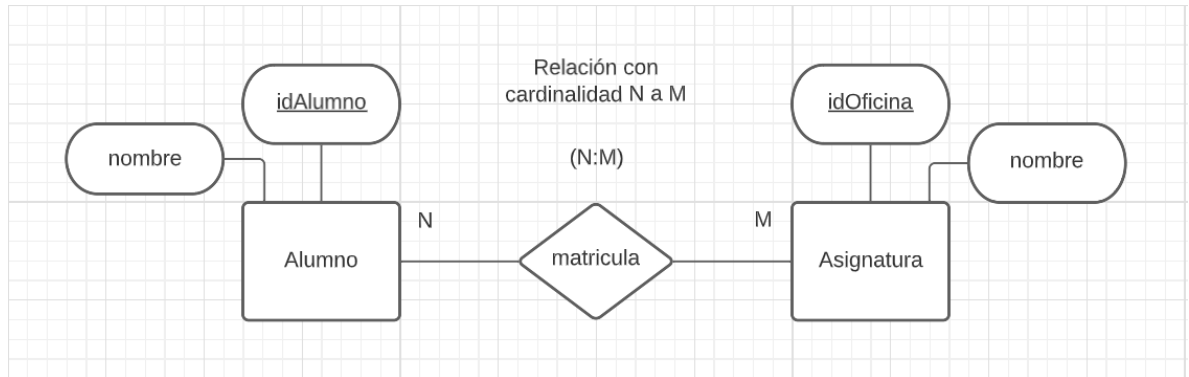 Relación con
cardinalidad N a M
idAlumno
idOficina
nombre
(N:M)
nombre
N
M
Alumno
matricula
Asignatura